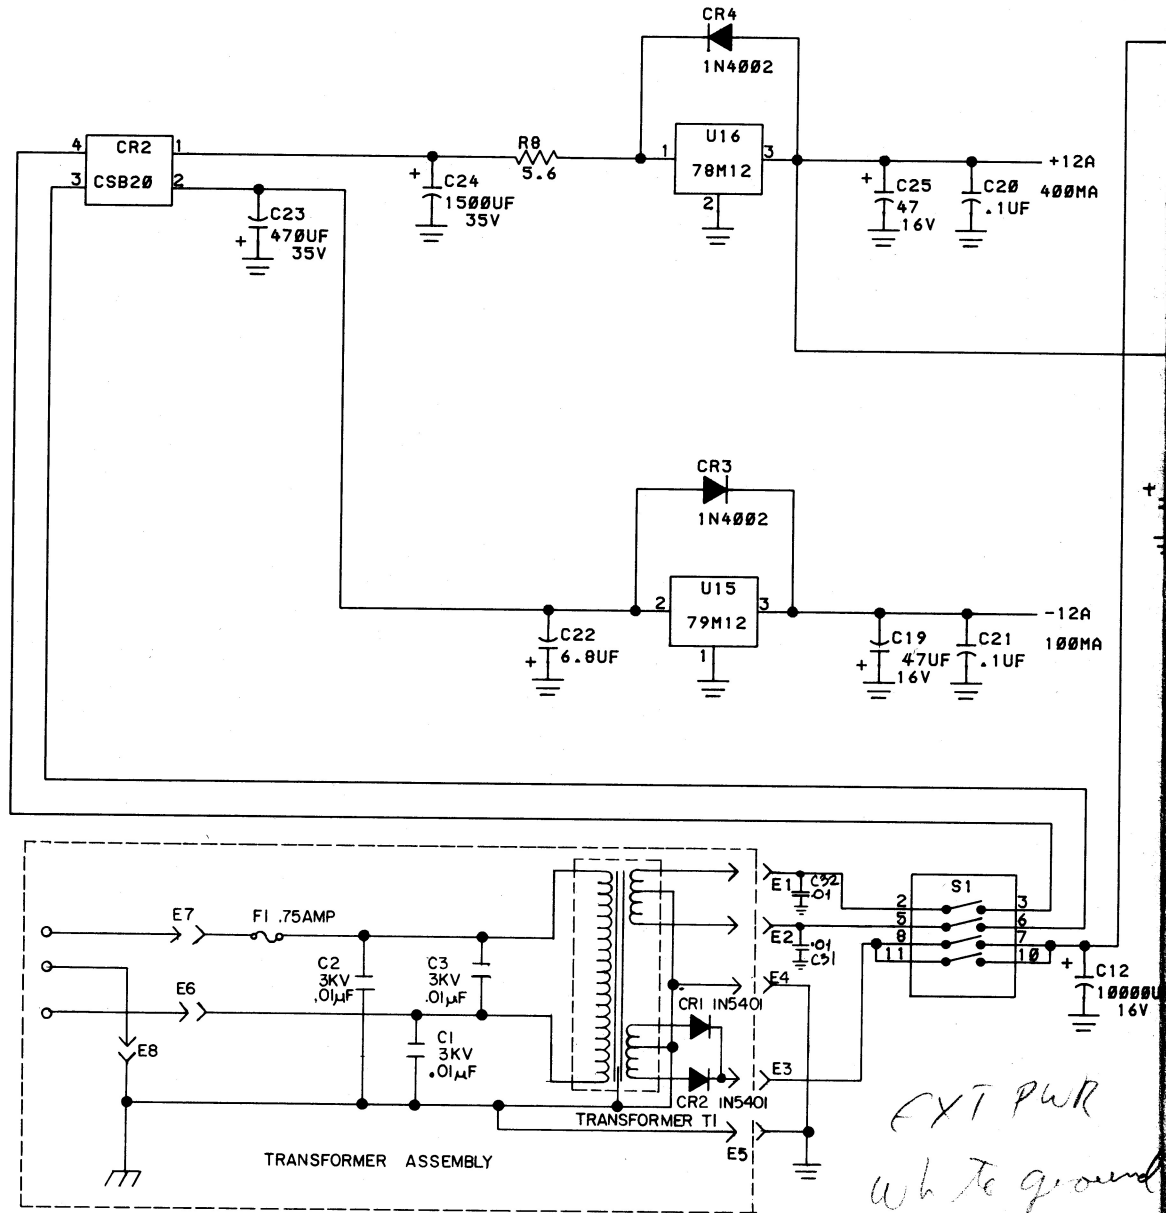 CR4
1N4002
4 CR2 1
3 CSB20 2
+ C24
1500UF
35V
C23
+ 470UF
35V
R8
5.6
1 U16 3
78M12
2
+ C25
47
16V
C20
.1UF
+12A
400MA
CR3
1N4002
+
2 U15 3
79M12
1
C22
+ 6.8UF
C19
+ 47UF
16V
C21
.1UF
-12A
100MA
E7
F1 .75AMP
E6
E8
C2
3KV
.01µF
C3
3KV
.01µF
C1
3KV
.01µF
E1 C32
.01
E2 .01
C31
E4
CR1 1N5401
E3
CR2 1N5401
TRANSFORMER T1
E5
TRANSFORMER ASSEMBLY
S1
2 3
5 6
8 7
11 10
+ C12
10000U
16V
EXT PWR
ground